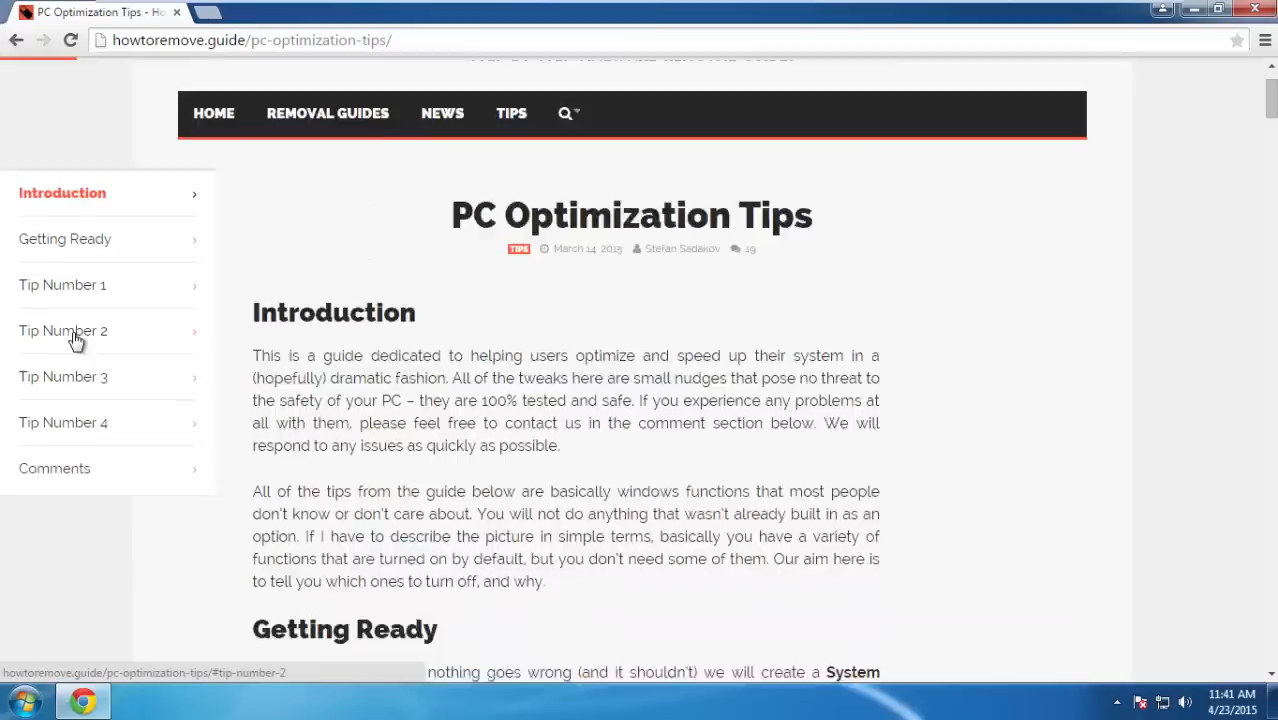 PC Optimization Tips - Ho
howtoremove.guide/pc-optimization-tips/
HOME REMOVAL GUIDES NEWS TIPS
Introduction
Getting Ready
Tip Number 1
Tip Number 2
Tip Number 3
Tip Number 4
Comments
PC Optimization Tips
TIPS March 14, 2015 Stefan Sadakov 19
Introduction
This is a guide dedicated to helping users optimize and speed up their system in a
(hopefully) dramatic fashion. All of the tweaks here are small nudges that pose no threat to
the safety of your PC – they are 100% tested and safe. If you experience any problems at
all with them, please feel free to contact us in the comment section below. We will
respond to any issues as quickly as possible.
All of the tips from the guide below are basically windows functions that most people
don't know or don't care about. You will not do anything that wasn't already built in as an
option. If I have to describe the picture in simple terms, basically you have a variety of
functions that are turned on by default, but you don't need some of them. Our aim here is
to tell you which ones to turn off, and why.
Getting Ready
nothing goes wrong (and it shouldn't) we will create a System
howtoremove.guide/pc-optimization-tips/#tip-number-2
11:41 AM
4/23/2015